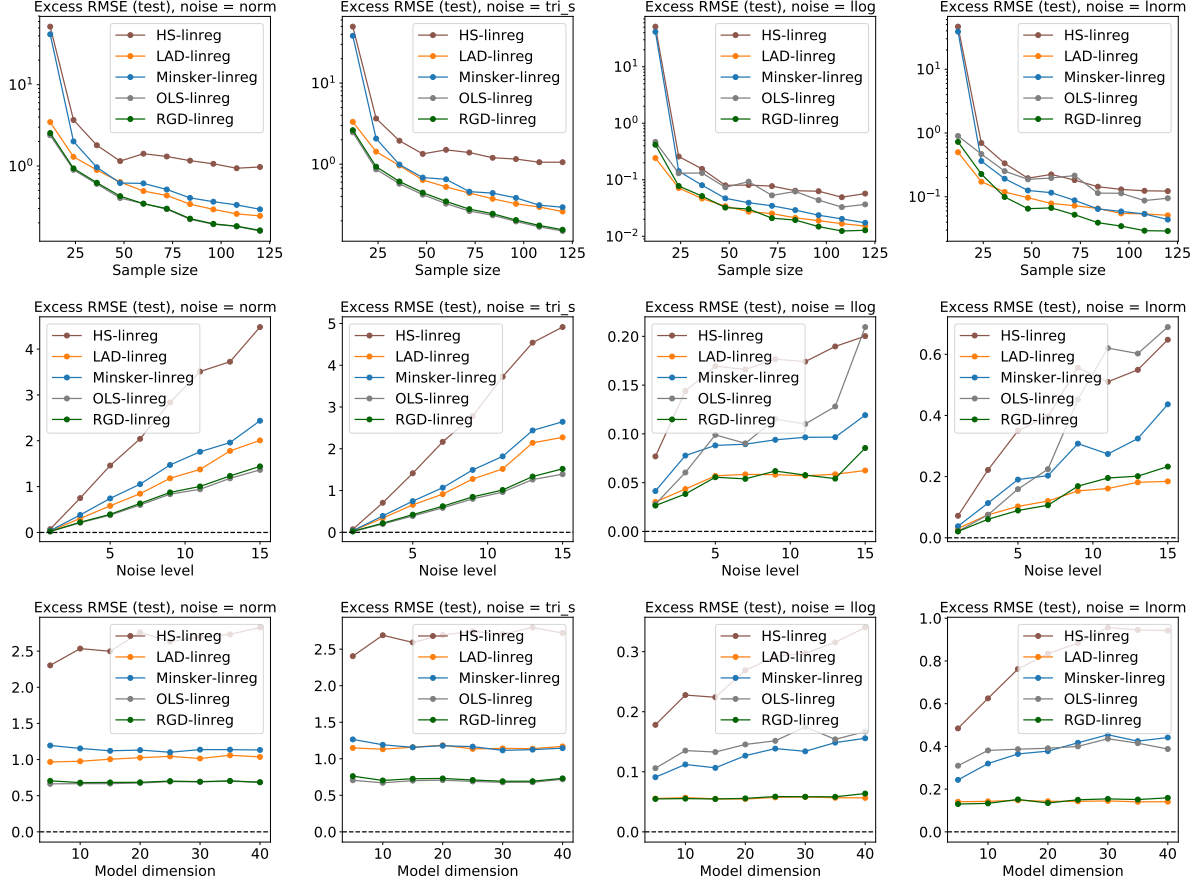 Excess RMSE (test), noise = norm
HS-linreg
LAD-linreg
Minsker-linreg
OLS-linreg
RGD-linreg
10¹
10⁰
25 50 75 100 125
Sample size
Excess RMSE (test), noise = tri_s
HS-linreg
LAD-linreg
Minsker-linreg
OLS-linreg
RGD-linreg
10¹
10⁰
25 50 75 100 125
Sample size
Excess RMSE (test), noise = llog
HS-linreg
LAD-linreg
Minsker-linreg
OLS-linreg
RGD-linreg
10¹
10⁰
10⁻¹
10⁻²
25 50 75 100 125
Sample size
Excess RMSE (test), noise = lnorm
HS-linreg
LAD-linreg
Minsker-linreg
OLS-linreg
RGD-linreg
10¹
10⁰
10⁻¹
25 50 75 100 125
Sample size
Excess RMSE (test), noise = norm
HS-linreg
LAD-linreg
Minsker-linreg
OLS-linreg
RGD-linreg
4
3
2
1
0
5 10 15
Noise level
Excess RMSE (test), noise = tri_s
HS-linreg
LAD-linreg
Minsker-linreg
OLS-linreg
RGD-linreg
5
4
3
2
1
0
5 10 15
Noise level
Excess RMSE (test), noise = llog
HS-linreg
LAD-linreg
Minsker-linreg
OLS-linreg
RGD-linreg
0.20
0.15
0.10
0.05
0.00
5 10 15
Noise level
Excess RMSE (test), noise = lnorm
HS-linreg
LAD-linreg
Minsker-linreg
OLS-linreg
RGD-linreg
0.6
0.4
0.2
0.0
5 10 15
Noise level
Excess RMSE (test), noise = norm
HS-linreg
LAD-linreg
Minsker-linreg
OLS-linreg
RGD-linreg
2.5
2.0
1.5
1.0
0.5
0.0
10 20 30 40
Model dimension
Excess RMSE (test), noise = tri_s
HS-linreg
LAD-linreg
Minsker-linreg
OLS-linreg
RGD-linreg
2.5
2.0
1.5
1.0
0.5
0.0
10 20 30 40
Model dimension
Excess RMSE (test), noise = llog
HS-linreg
LAD-linreg
Minsker-linreg
OLS-linreg
RGD-linreg
0.3
0.2
0.1
0.0
10 20 30 40
Model dimension
Excess RMSE (test), noise = lnorm
HS-linreg
LAD-linreg
Minsker-linreg
OLS-linreg
RGD-linreg
1.0
0.8
0.6
0.4
0.2
0.0
10 20 30 40
Model dimension